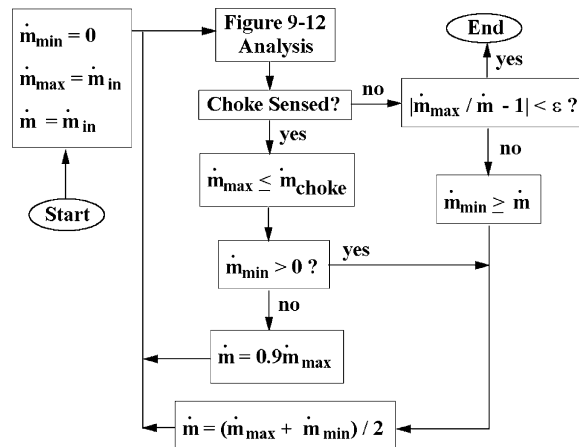 ṁmin = 0
ṁmax = ṁin
ṁ = ṁin
Start
Figure 9-12
Analysis
Choke Sensed?
no
yes
|ṁmax / ṁ - 1| < ε ?
yes
End
no
ṁmax ≤ ṁchoke
ṁmin ≥ ṁ
ṁmin > 0 ?
yes
no
ṁ = 0.9ṁmax
ṁ = (ṁmax + ṁmin) / 2